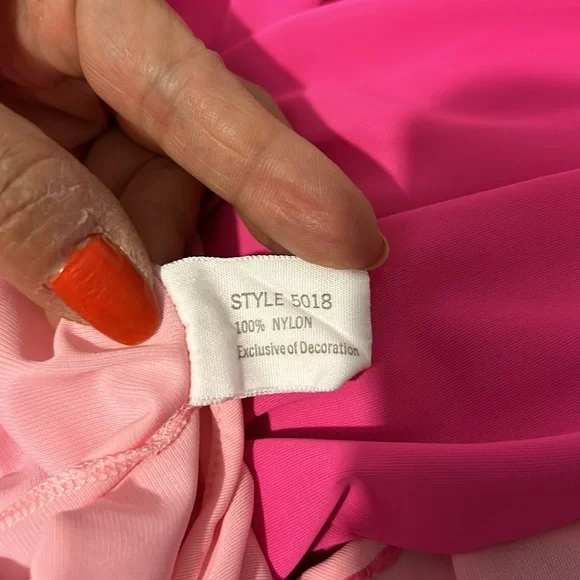 STYLE 5018
100% NYLON
Exclusive of Decoration